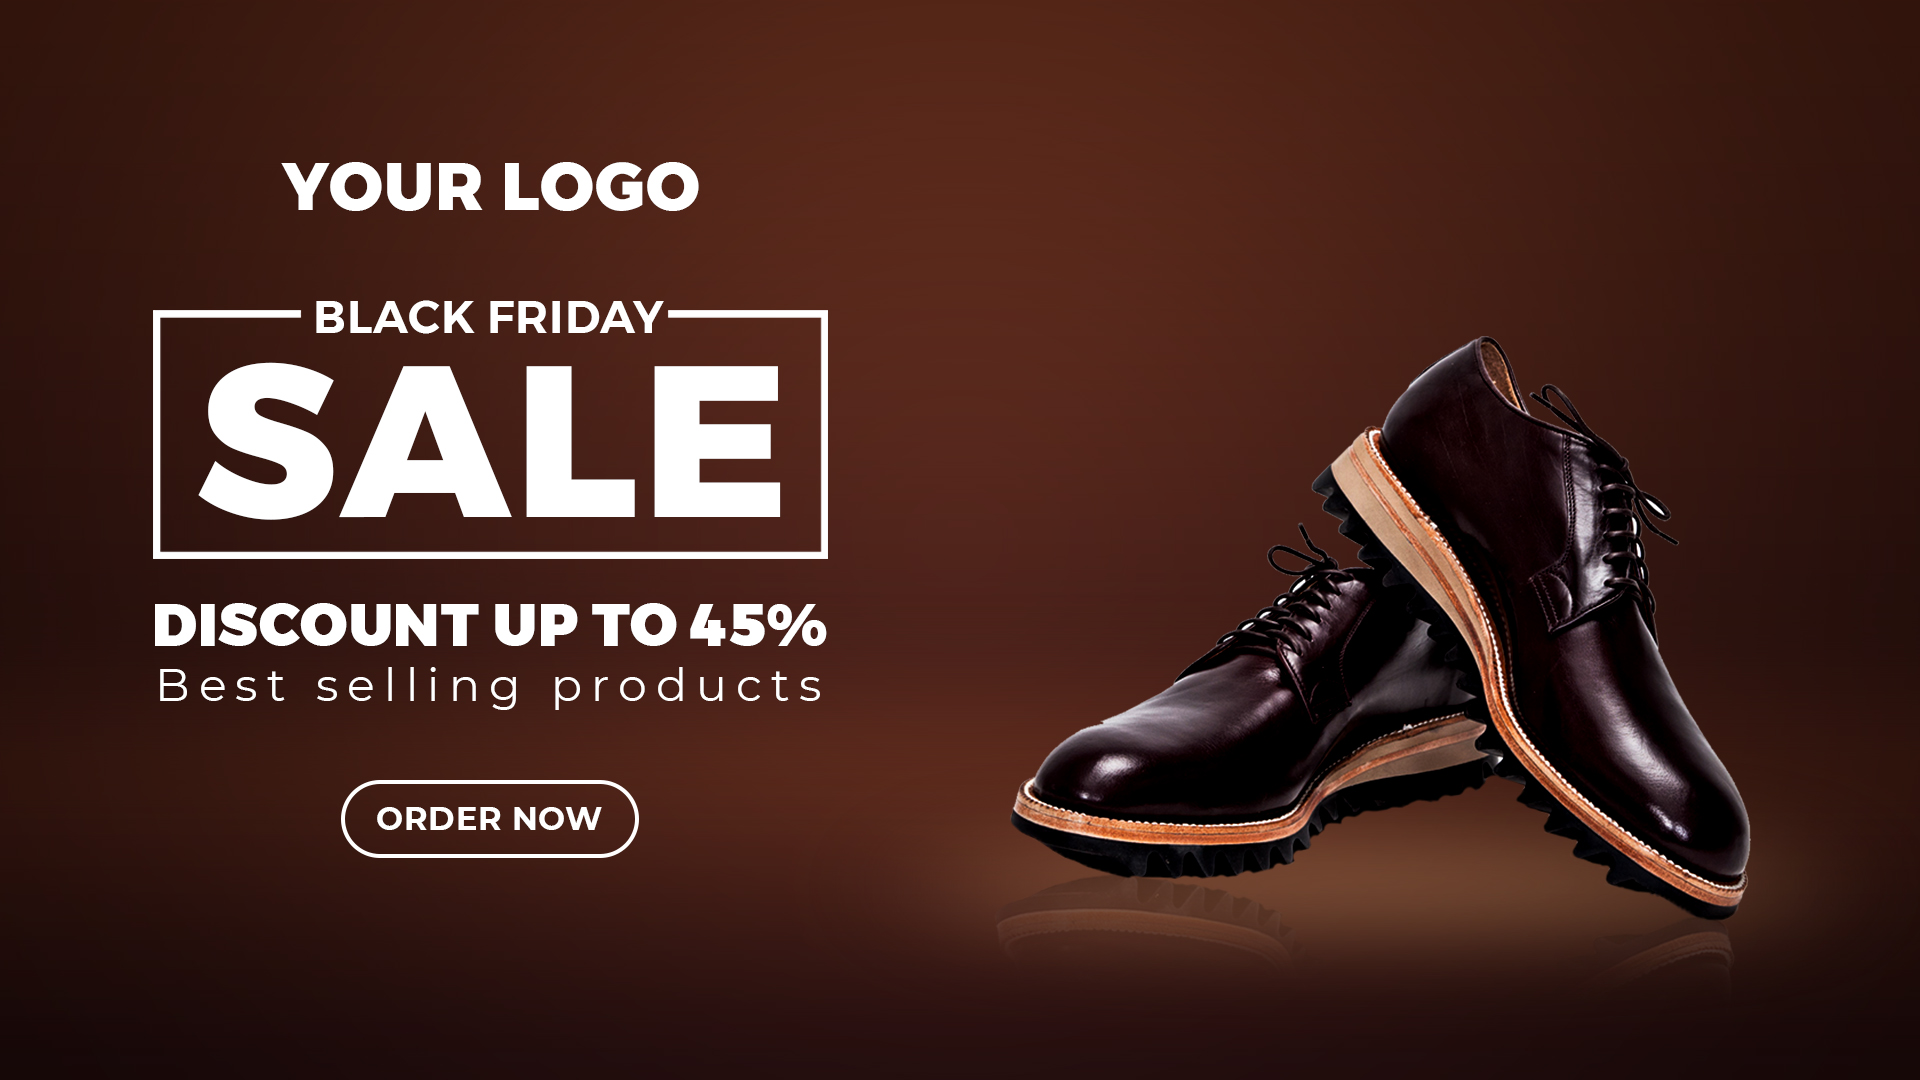 YOUR LOGO
BLACK FRIDAY
SALE
DISCOUNT UP TO 45%
Best selling products
ORDER NOW